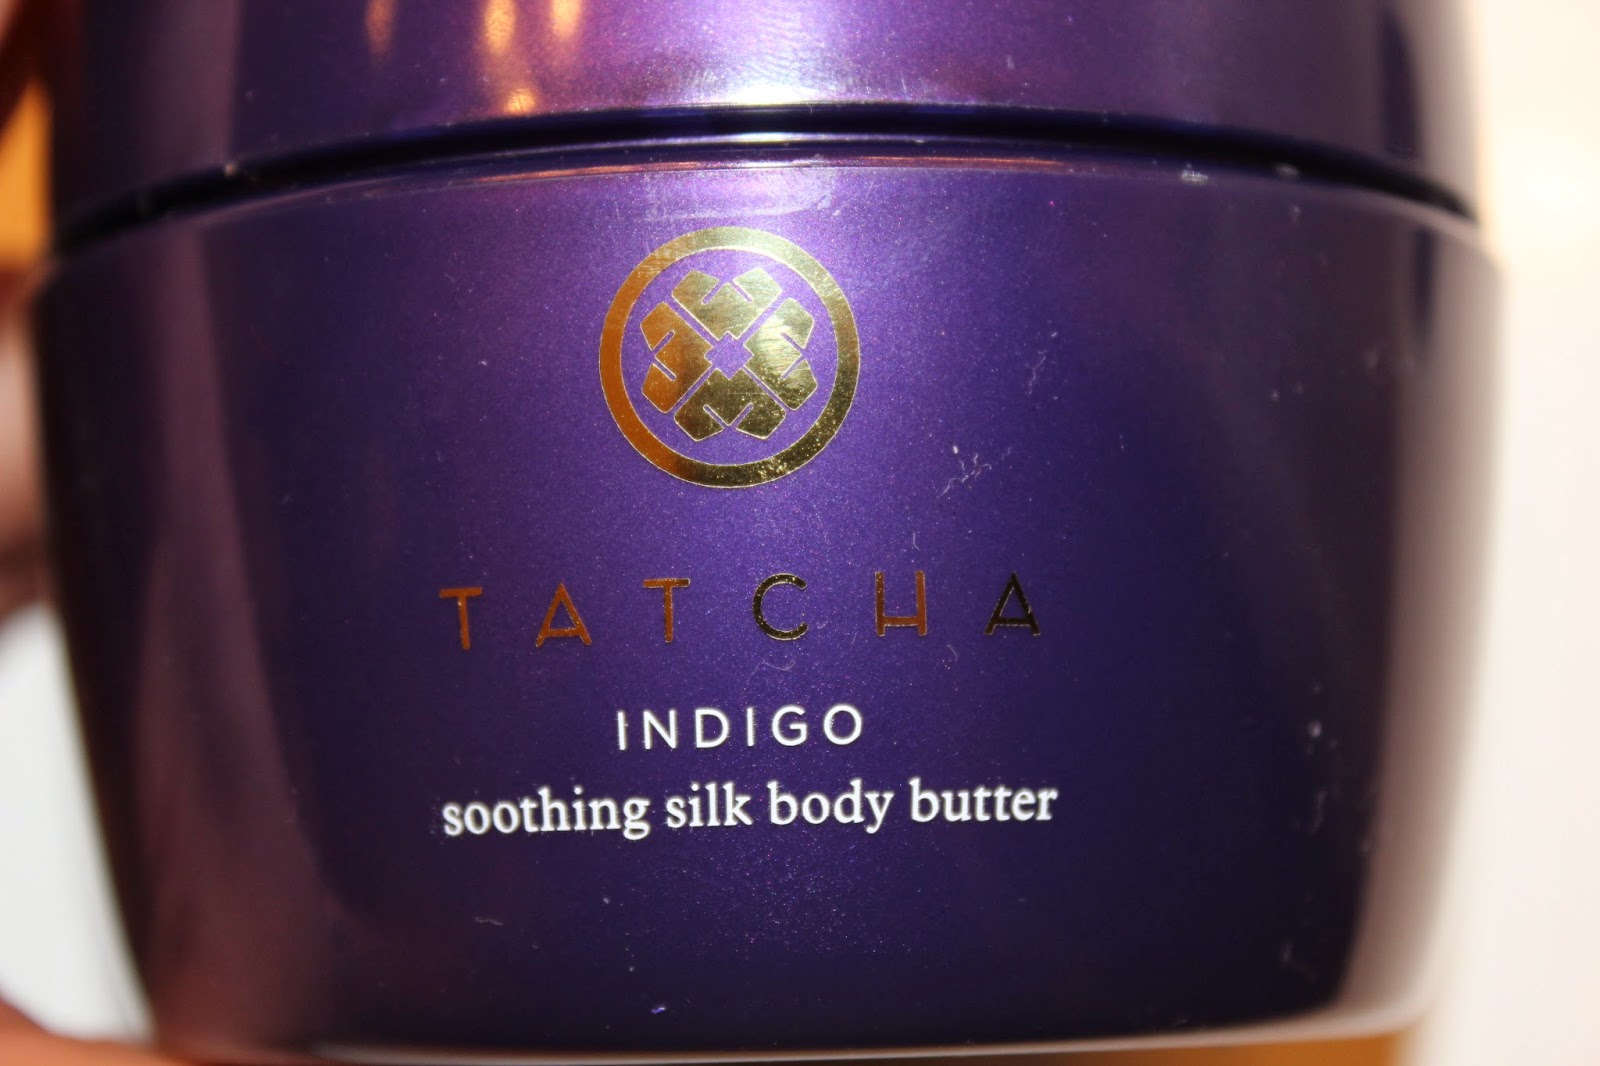 TATCHA
INDIGO
soothing silk body butter